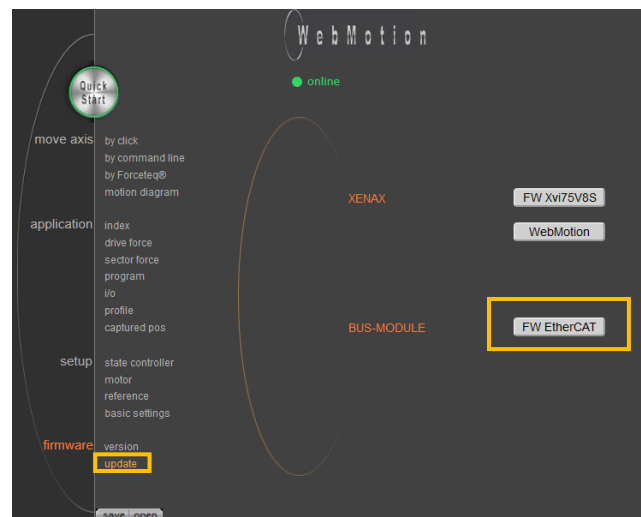 WebMotion
online
Quick
Start
move axis
by click
by command line
by Forceteq®
motion diagram
application
index
drive force
sector force
program
i/o
profile
captured pos
setup
state controller
motor
reference
basic settings
firmware
version
update
save open
XENAX
FW Xvi75V8S
WebMotion
BUS-MODULE
FW EtherCAT